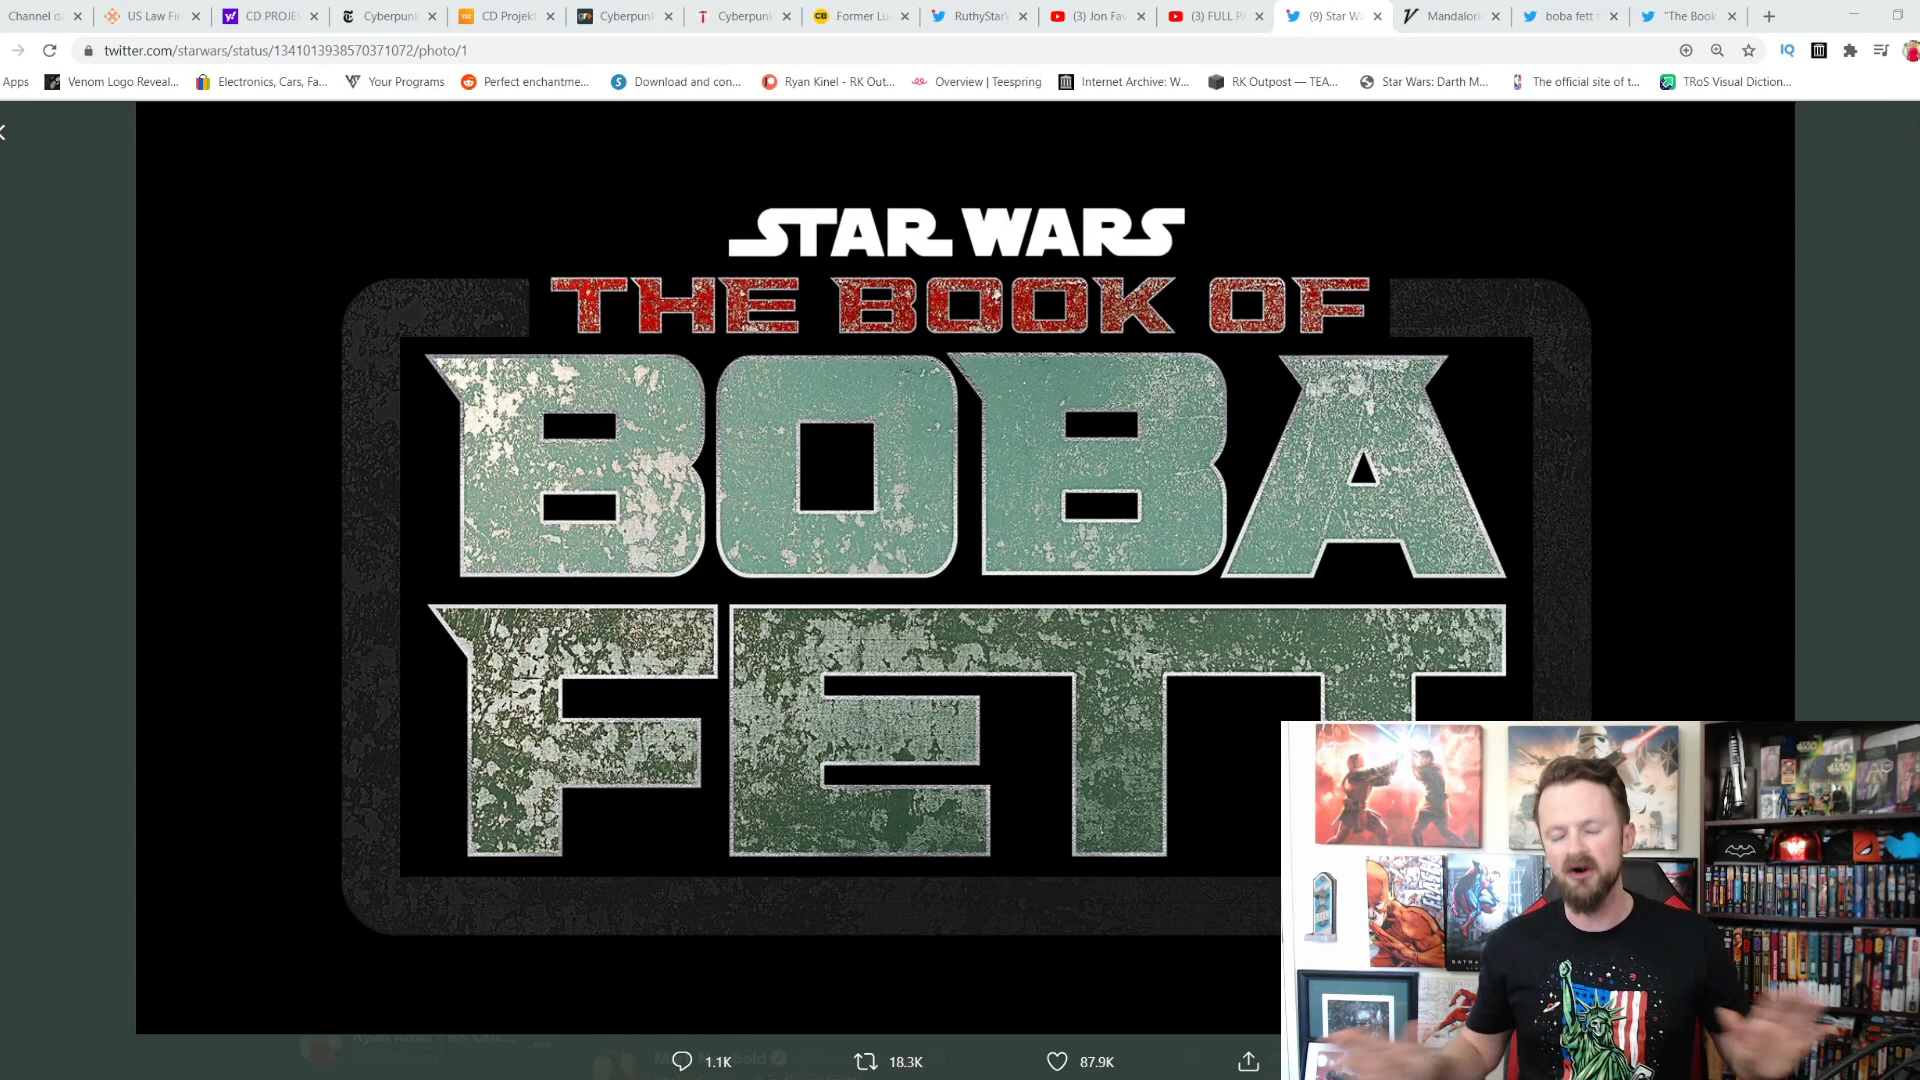 Channel da
US Law Fir
CD PROJE
Cyberpunk
CD Projekt
Cyberpunk
Cyberpunk
Former Lu
RuthyStarV
(3) Jon Fav
(3) FULL P
(9) Star Wa
Mandalori
boba fett t
"The Book
twitter.com/starwars/status/1341013938570371072/photo/1
Apps
Venom Logo Reveal...
Electronics, Cars, Fa...
Your Programs
Perfect enchantme...
Download and con...
Ryan Kinel - RK Out...
Overview | Teespring
Internet Archive: W...
RK Outpost — TEA...
Star Wars: Darth M...
The official site of t...
TRoS Visual Diction...
STAR WARS
THE BOOK OF
BOBA
FETT
FLASH
1.1K
18.3K
87.9K